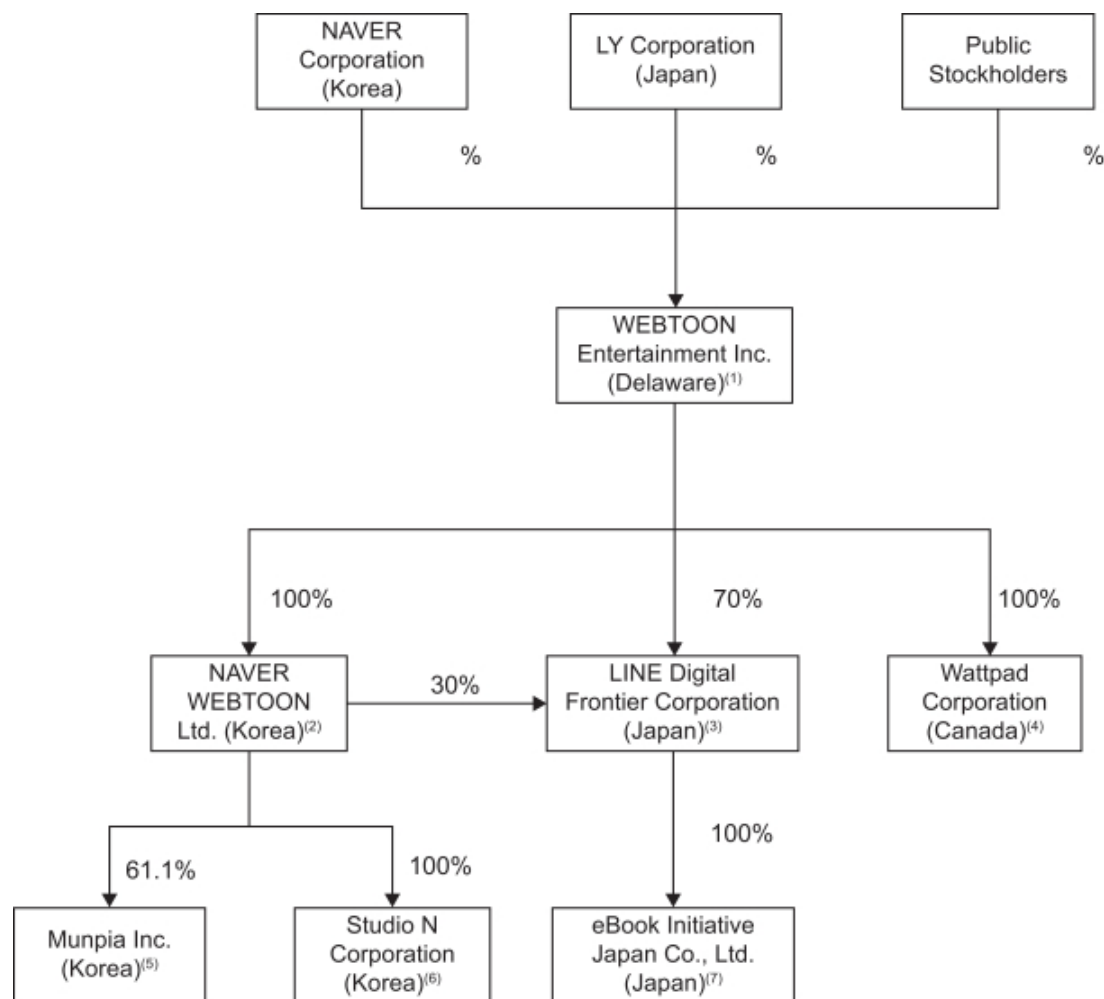 NAVER
Corporation
(Korea)
LY Corporation
(Japan)
Public
Stockholders
%
%
%
WEBTOON
Entertainment Inc.
(Delaware)(1)
100%
70%
100%
NAVER
WEBTOON
Ltd. (Korea)(2)
30%
LINE Digital
Frontier Corporation
(Japan)(3)
Wattpad
Corporation
(Canada)(4)
61.1%
100%
100%
Munpia Inc.
(Korea)(5)
Studio N
Corporation
(Korea)(6)
eBook Initiative
Japan Co., Ltd.
(Japan)(7)